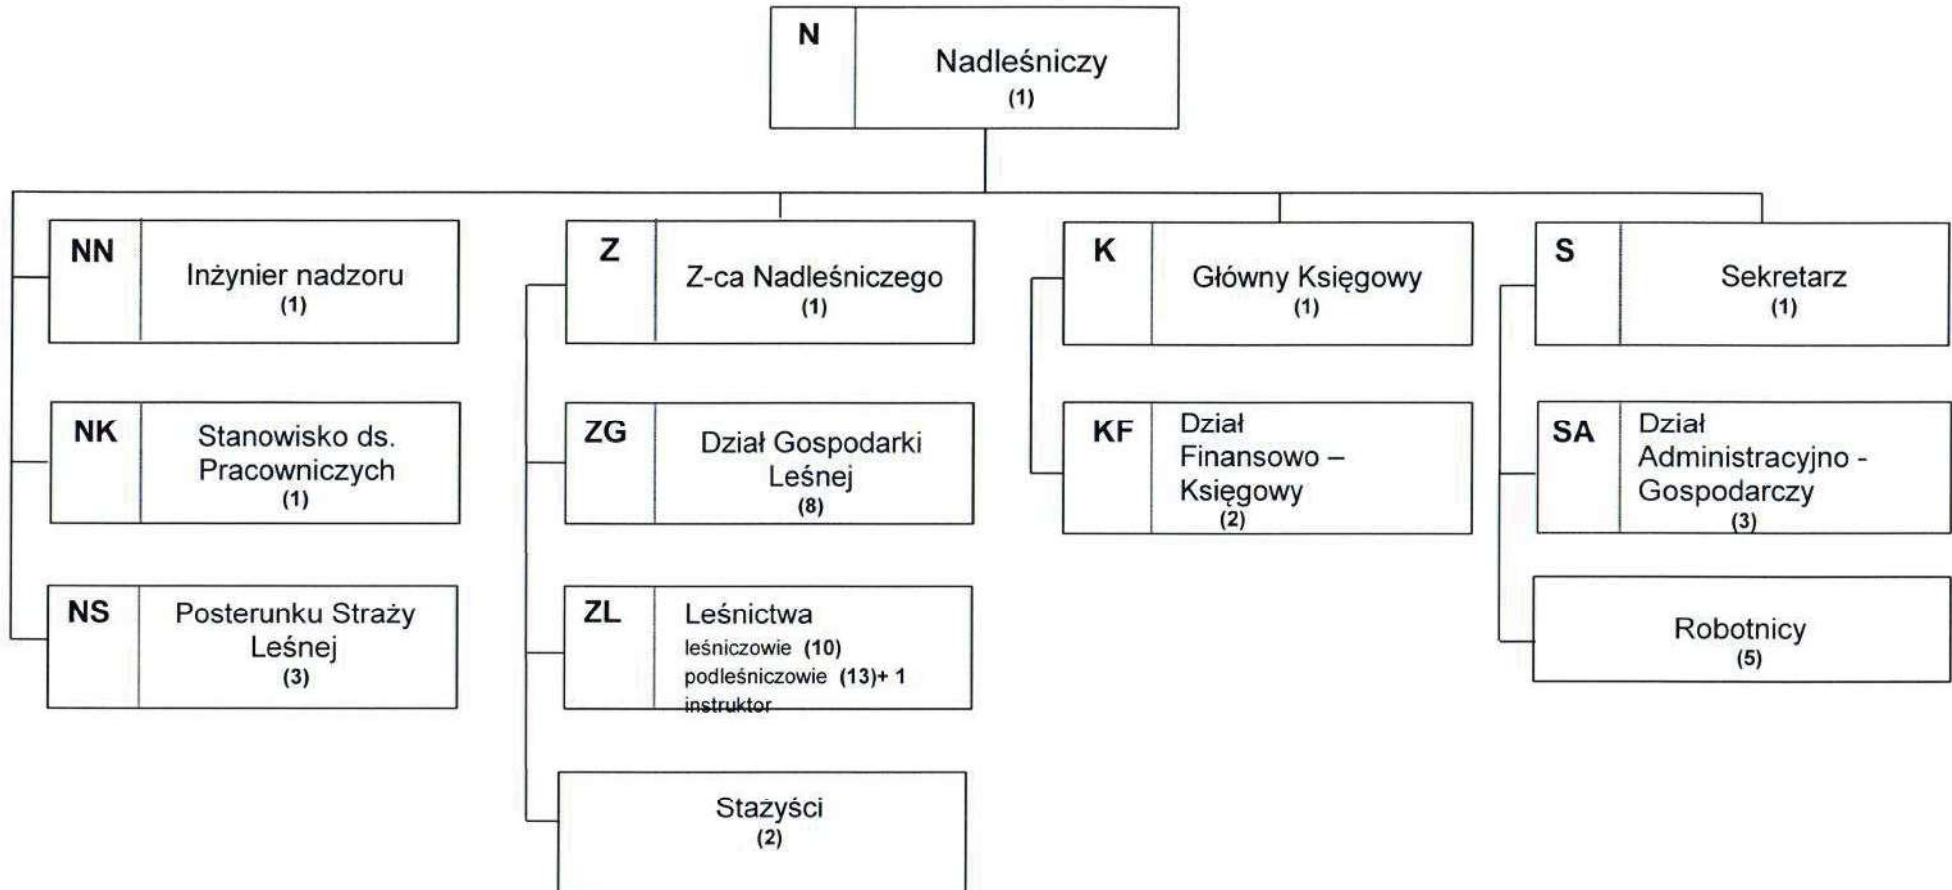 N
Nadleśniczy
(1)
NN
Inżynier nadzoru
(1)
Z
Z-ca Nadleśniczego
(1)
K
Główny Księgowy
(1)
S
Sekretarz
(1)
NK
Stanowisko ds.
Pracowniczych
(1)
ZG
Dział Gospodarki
Leśnej
(8)
KF
Dział
Finansowo –
Księgowy
(2)
SA
Dział
Administracyjno -
Gospodarczy
(3)
NS
Posterunku Straży
Leśnej
(3)
ZL
Leśnictwa
leśniczowie (10)
podleśniczowie (13)+ 1
instruktor
Robotnicy
(5)
Stażyści
(2)